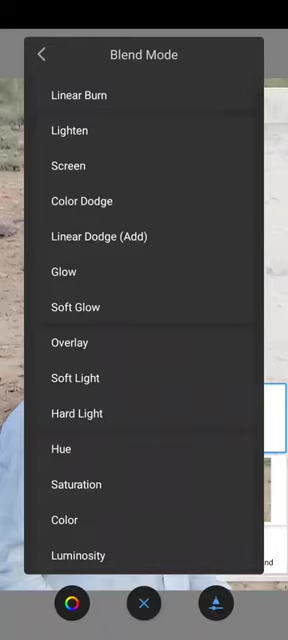 Blend Mode
Linear Burn
Lighten
Screen
Color Dodge
Linear Dodge (Add)
Glow
Soft Glow
Overlay
Soft Light
Hard Light
Hue
Saturation
Color
Luminosity
nd